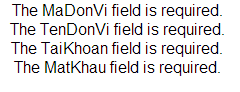 The MaDonVi field is required.
The TenDonVi field is required.
The TaiKhoan field is required.
The MatKhau field is required.